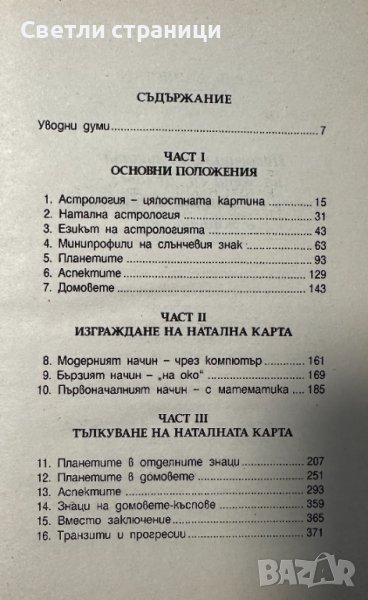 Светли страници
СЪДЪРЖАНИЕ
Уводни думи 7
ЧАСТ I
ОСНОВНИ ПОЛОЖЕНИЯ
1. Астрология – цялостната картина 15
2. Натална астрология 31
3. Езикът на астрологията 43
4. Минипрофили на слънчевия знак 63
5. Планетите 93
6. Аспектите 129
7. Домовете 143
ЧАСТ II
ИЗГРАЖДАНЕ НА НАТАЛНА КАРТА
8. Модерният начин – чрез компютър 161
9. Бързият начин – „на око“ 169
10. Първоначалният начин – с математика 185
ЧАСТ III
ТЪЛКУВАНЕ НА НАТАЛНАТА КАРТА
11. Планетите в отделните знаци 207
12. Планетите в домовете 251
13. Аспектите 293
14. Знаци на домовете-къспове 359
15. Вместо заключение 365
16. Транзити и прогресии 371
БАЗАР